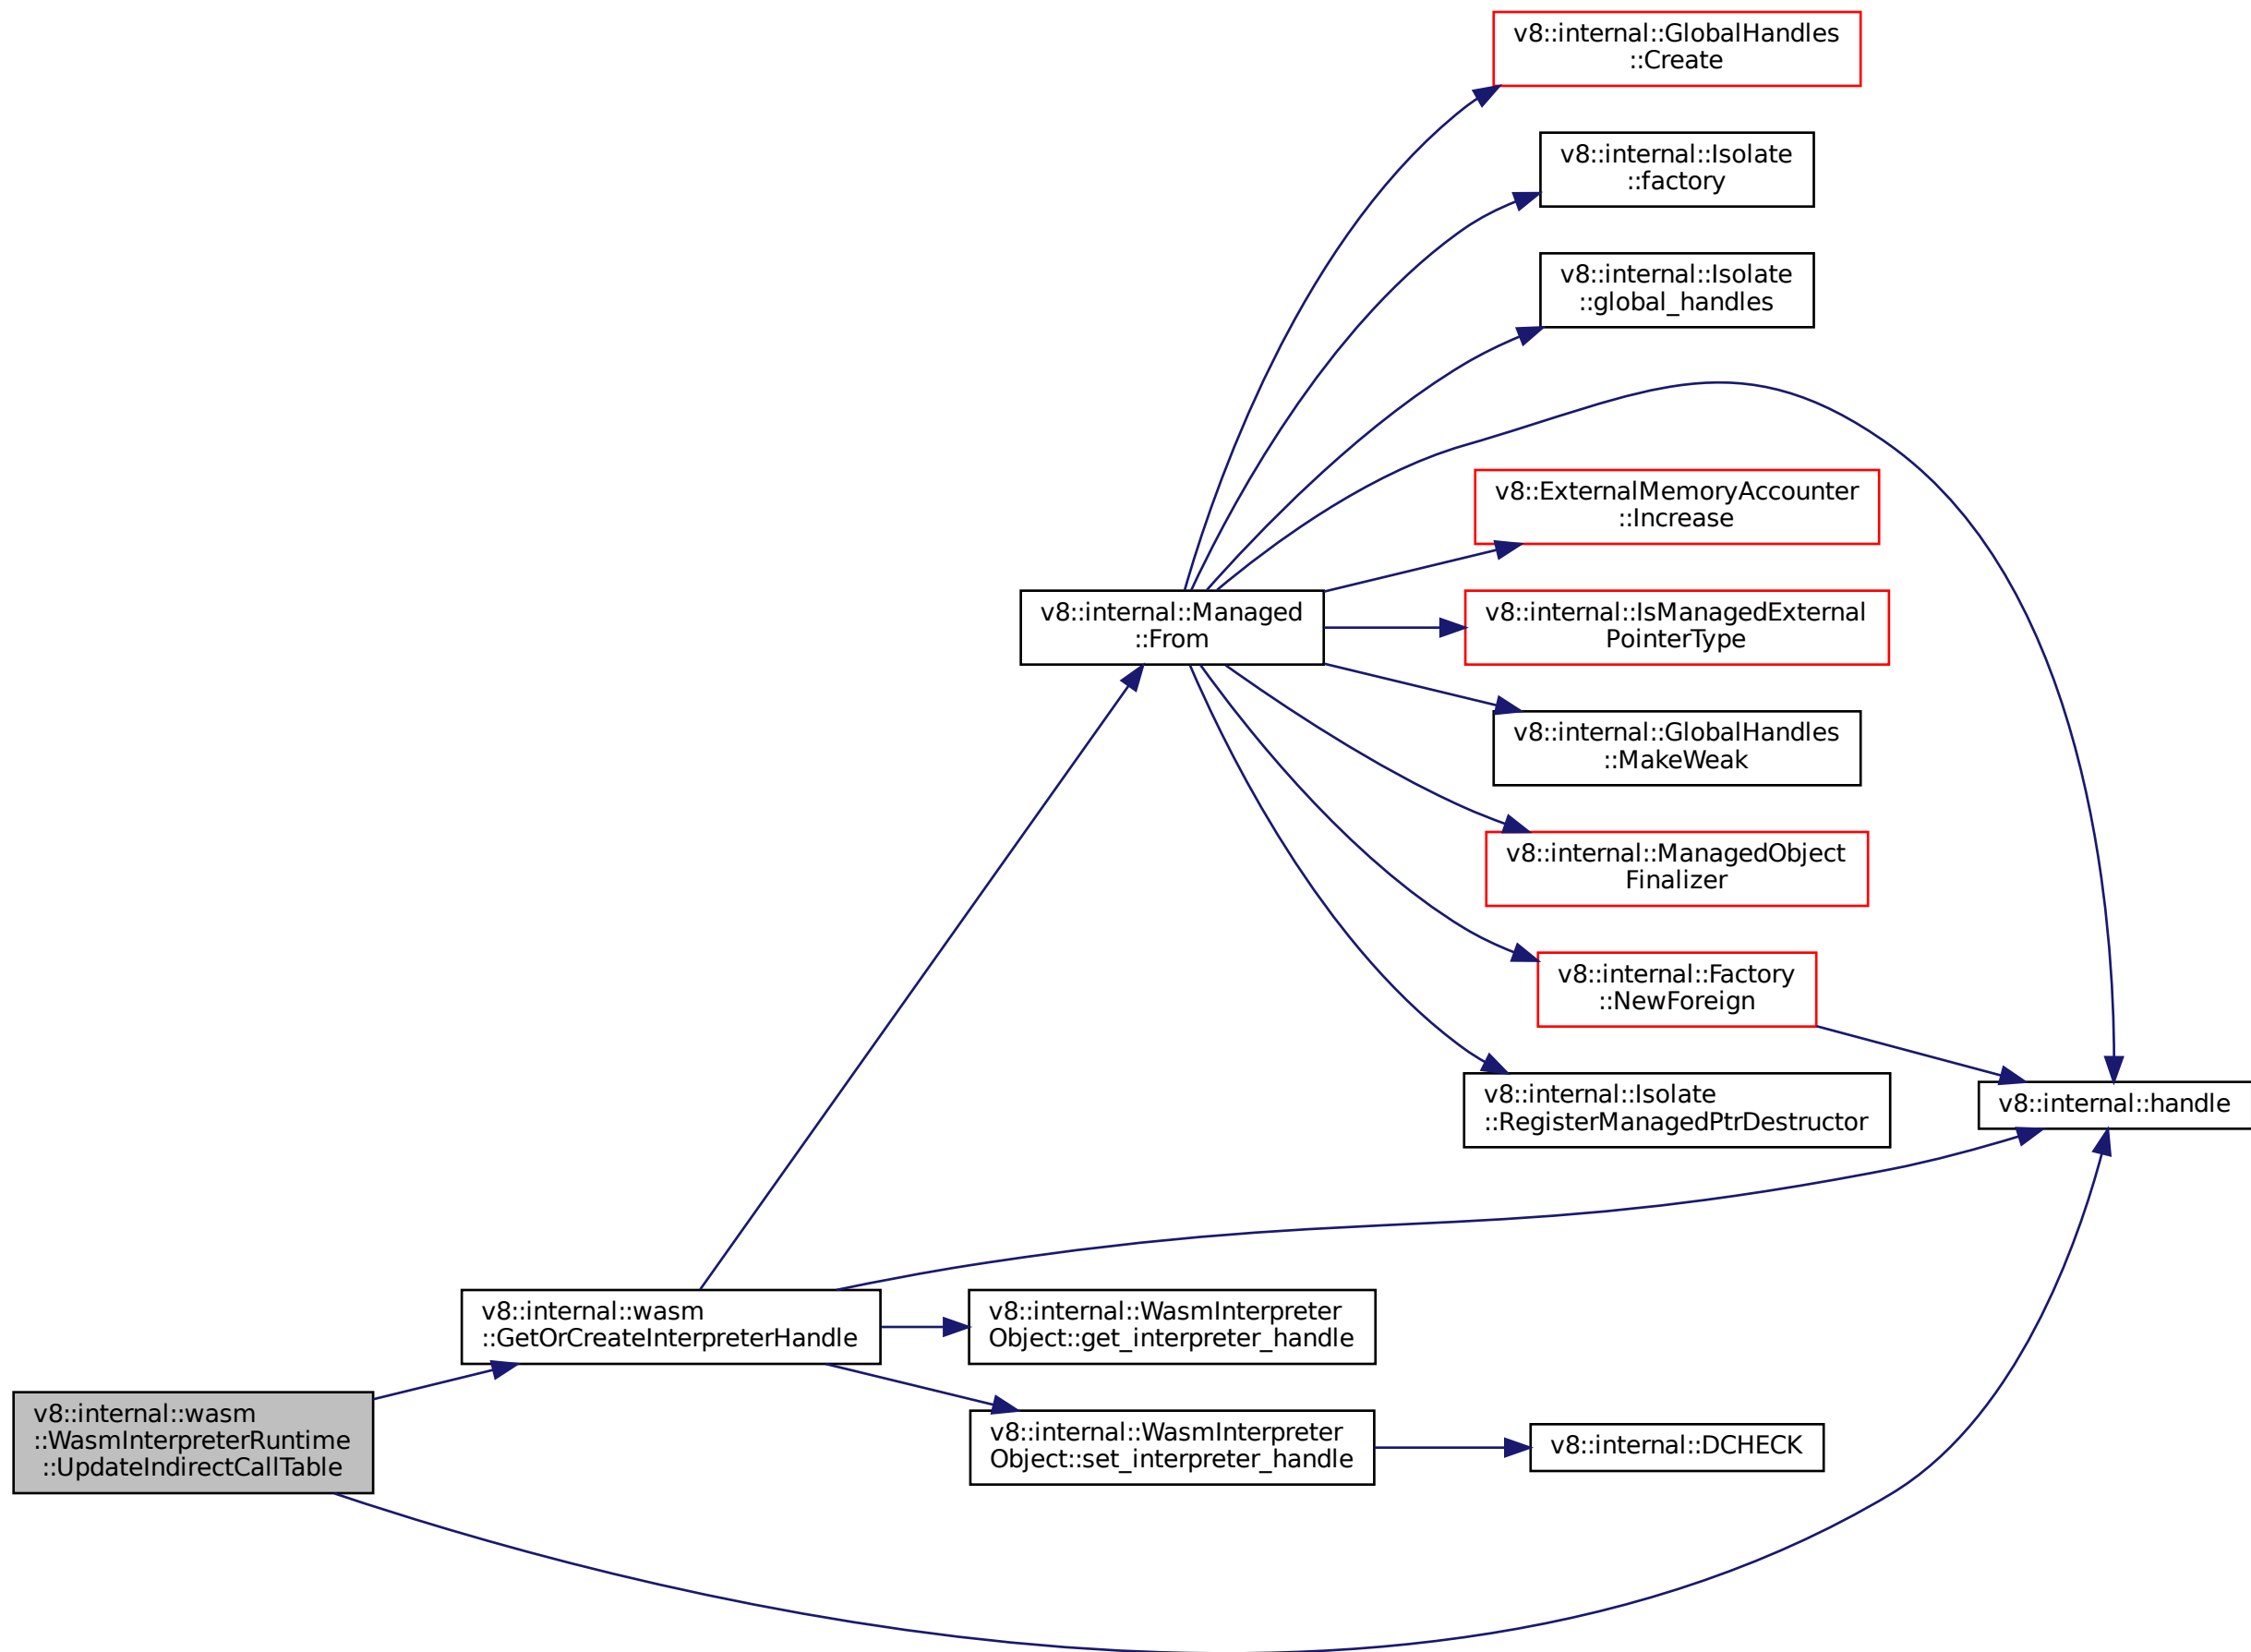 v8::internal::GlobalHandles
::Create
v8::internal::Isolate
::factory
v8::internal::Isolate
::global_handles
v8::ExternalMemoryAccounter
::Increase
v8::internal::Managed
::From
v8::internal::IsManagedExternal
PointerType
v8::internal::GlobalHandles
::MakeWeak
v8::internal::ManagedObject
Finalizer
v8::internal::Factory
::NewForeign
v8::internal::Isolate
::RegisterManagedPtrDestructor
v8::internal::handle
v8::internal::wasm
::GetOrCreateInterpreterHandle
v8::internal::WasmInterpreter
Object::get_interpreter_handle
v8::internal::wasm
::WasmInterpreterRuntime
::UpdateIndirectCallTable
v8::internal::WasmInterpreter
Object::set_interpreter_handle
v8::internal::DCHECK